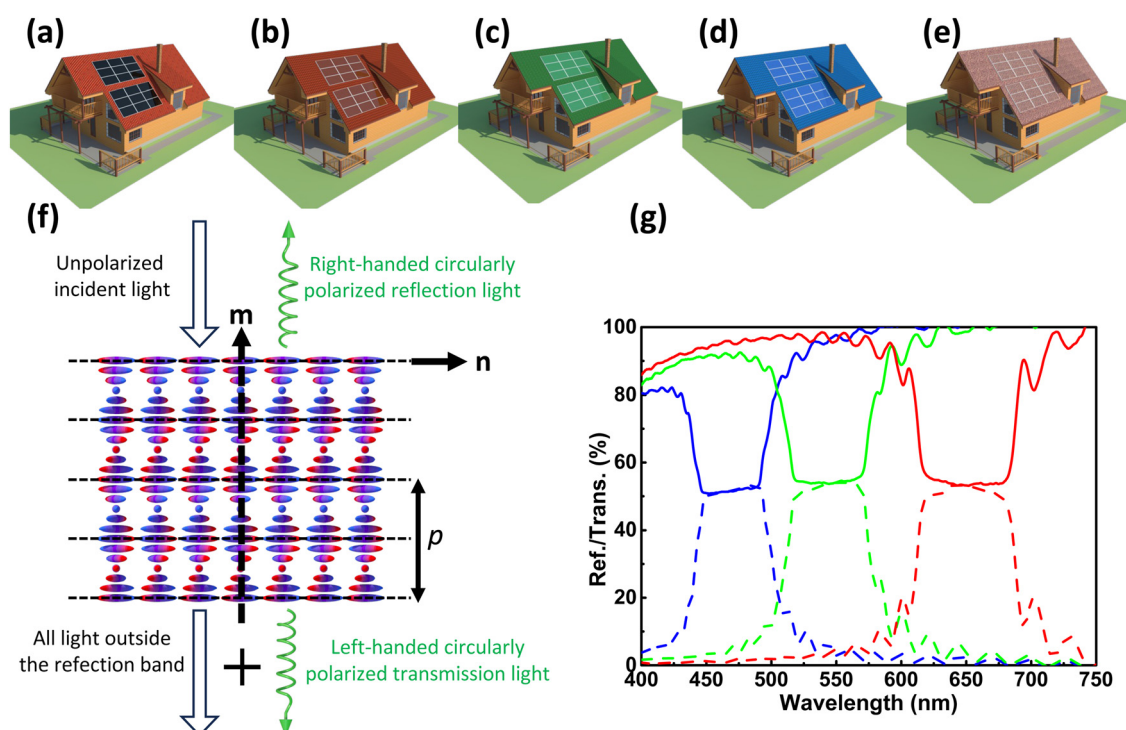 (a)
(b)
(c)
(d)
(e)
(f)
Unpolarized
incident light
Right-handed circularly
polarized reflection light
m
n
p
All light outside
the refection band
Left-handed circularly
polarized transmission light
(g)
Ref./Trans. (%)
100
80
60
40
20
0
400 450 500 550 600 650 700 750
Wavelength (nm)